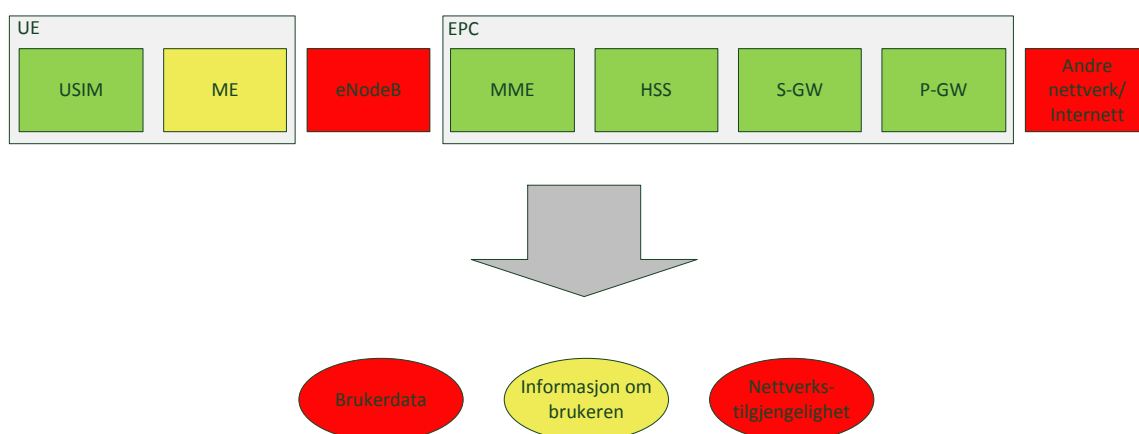 UE
EPC
USIM
ME
eNodeB
MME
HSS
S-GW
P-GW
Andre
nettverk/
Internett
Brukerdata
Informasjon om
brukeren
Nettverks-
tilgjengelighet